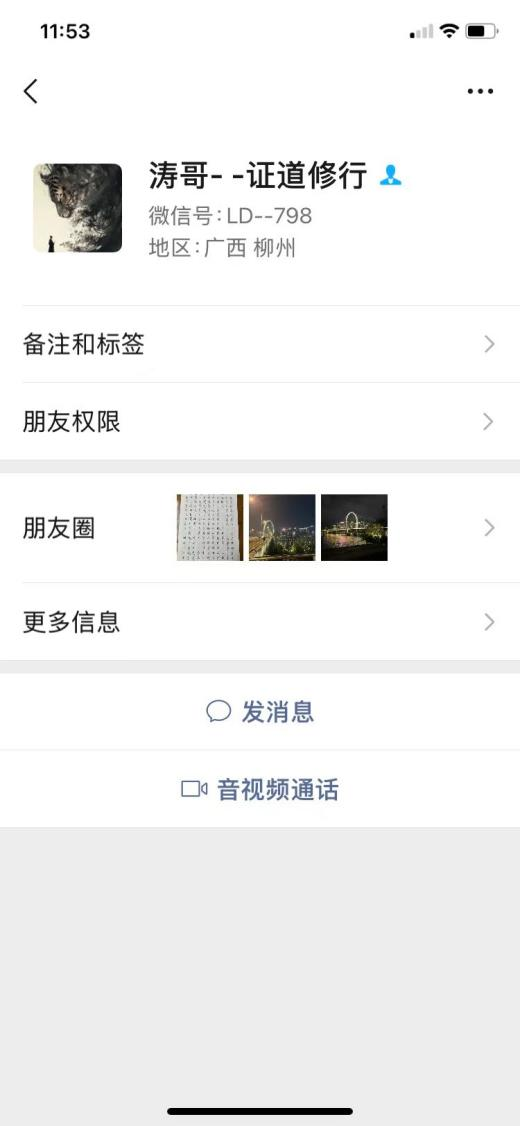 11:53
涛哥- -证道修行
微信号:LD--798
地区:广西 柳州
备注和标签
朋友权限
朋友圈
更多信息
发消息
音视频通话